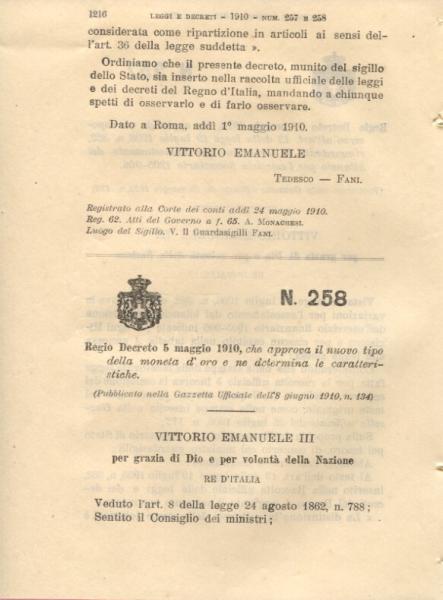 1216 LEGGI E DECRETI - 1910 - NUM. 257 E 258
considerata come ripartizione in articoli ai sensi del-
l'art. 36 della legge suddetta ».
Ordiniamo che il presente decreto, munito del sigillo
dello Stato, sia inserto nella raccolta ufficiale delle leggi
e dei decreti del Regno d'Italia, mandando a chiunque
spetti di osservarlo e di farlo osservare.
Dato a Roma, addì 1° maggio 1910.
VITTORIO EMANUELE
TEDESCO — FANI.
Registrato alla Corte dei conti addì 24 maggio 1910.
Reg. 62. Atti del Governo a f. 65. A. MONACHESI.
Luogo del Sigillo. V. Il Guardasigilli FANI.
N. 258
Regio Decreto 5 maggio 1910, che approva il nuovo tipo
della moneta d'oro e ne determina le caratteri-
stiche.
(Pubblicato nella Gazzetta Ufficiale dell'8 giugno 1910, n. 134)
VITTORIO EMANUELE III
per grazia di Dio e per volontà della Nazione
RE D'ITALIA
Veduto l'art. 8 della legge 24 agosto 1862, n. 788;
Sentito il Consiglio dei ministri;